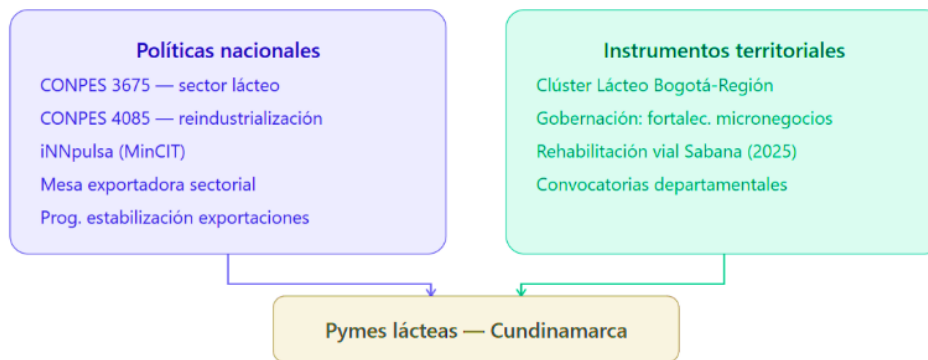 Políticas nacionales
CONPES 3675 — sector lácteo
CONPES 4085 — reindustrialización
iNNpulsa (MinCIT)
Mesa exportadora sectorial
Prog. estabilización exportaciones
Instrumentos territoriales
Clúster Lácteo Bogotá-Región
Gobernación: fortalec. micronegocios
Rehabilitación vial Sabana (2025)
Convocatorias departamentales
Pymes lácteas — Cundinamarca